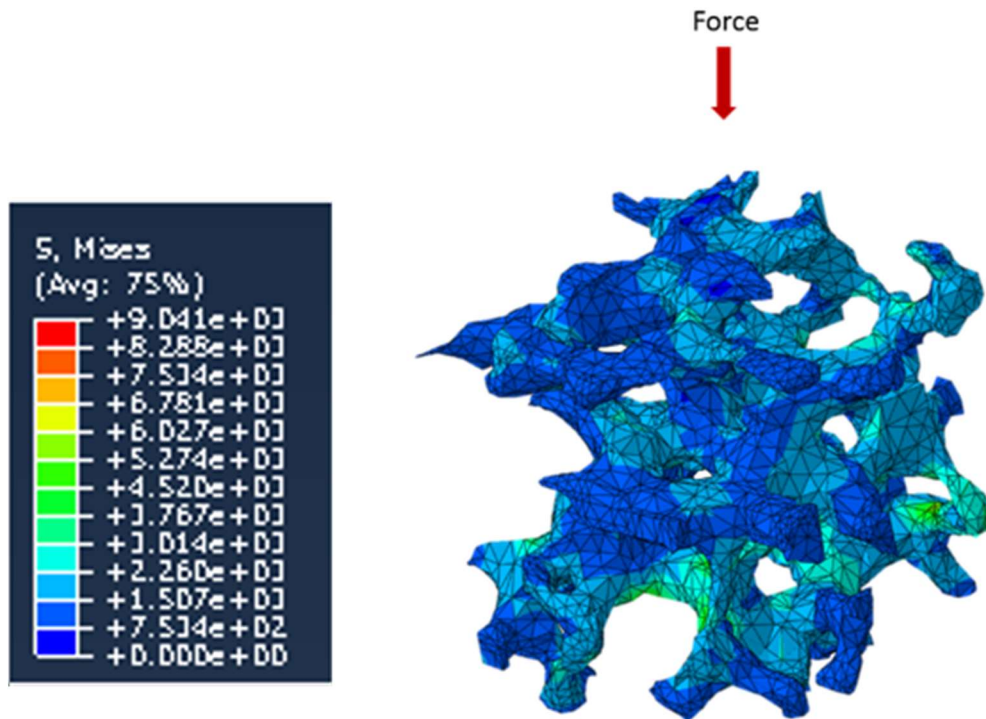 Force
S, Mises
(Avg: 75%)
+9.041e+03
+8.288e+03
+7.534e+03
+6.781e+03
+6.027e+03
+5.274e+03
+4.520e+03
+3.767e+03
+3.014e+03
+2.260e+03
+1.507e+03
+7.534e+02
+0.000e+00